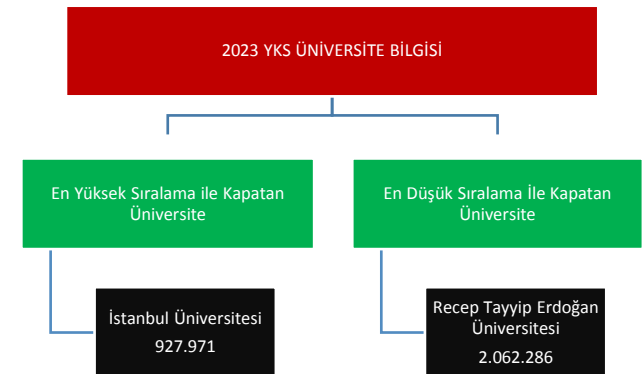 2023 YKS ÜNİVERSİTE BİLGİSİ
En Yüksek Sıralama ile Kapatan
Üniversite
En Düşük Sıralama İle Kapatan
Üniversite
İstanbul Üniversitesi
927.971
Recep Tayyip Erdoğan
Üniversitesi
2.062.286